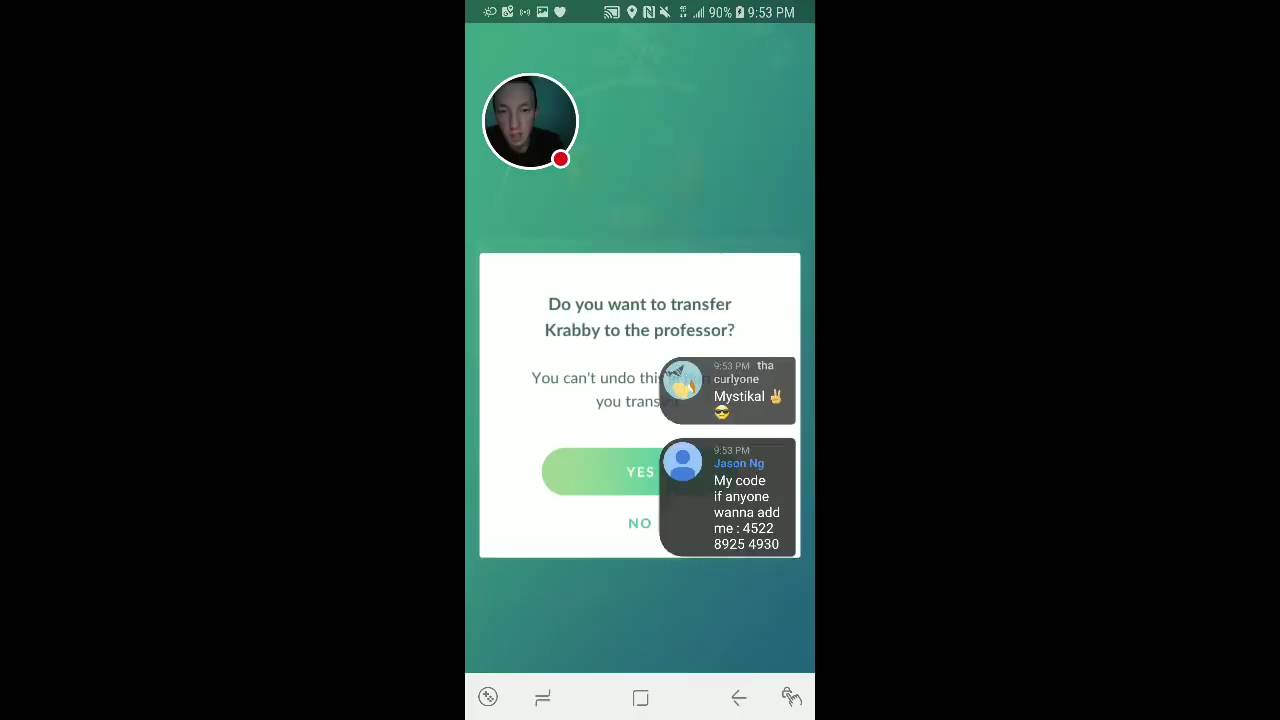 90% 9:53 PM
Do you want to transfer
Krabby to the professor?
You can't undo this
you trans
YES
NO
9:53 PM tha
curlyone
Mystikal ✌😎
9:53 PM
Jason Ng
My code
if anyone
wanna add
me : 4522
8925 4930